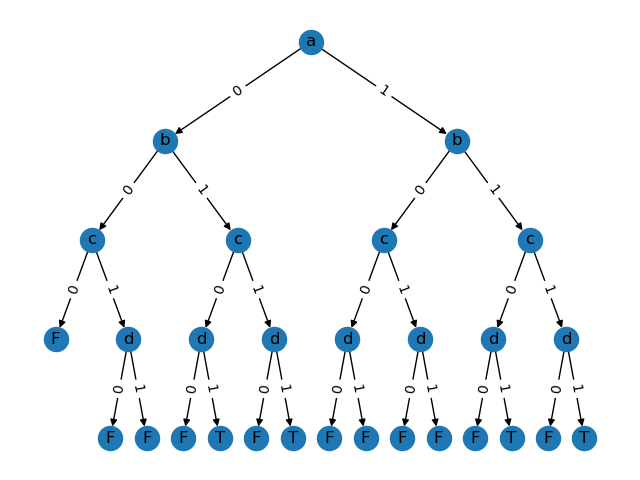 a
0 1
b b
0 1 0 1
c c c c
0 1 0 1 0 1 0 1
F d d d d d d d
0 1 0 1 0 1 0 1 0 1 0 1 0 1
F F F T F T F F F F F T F T